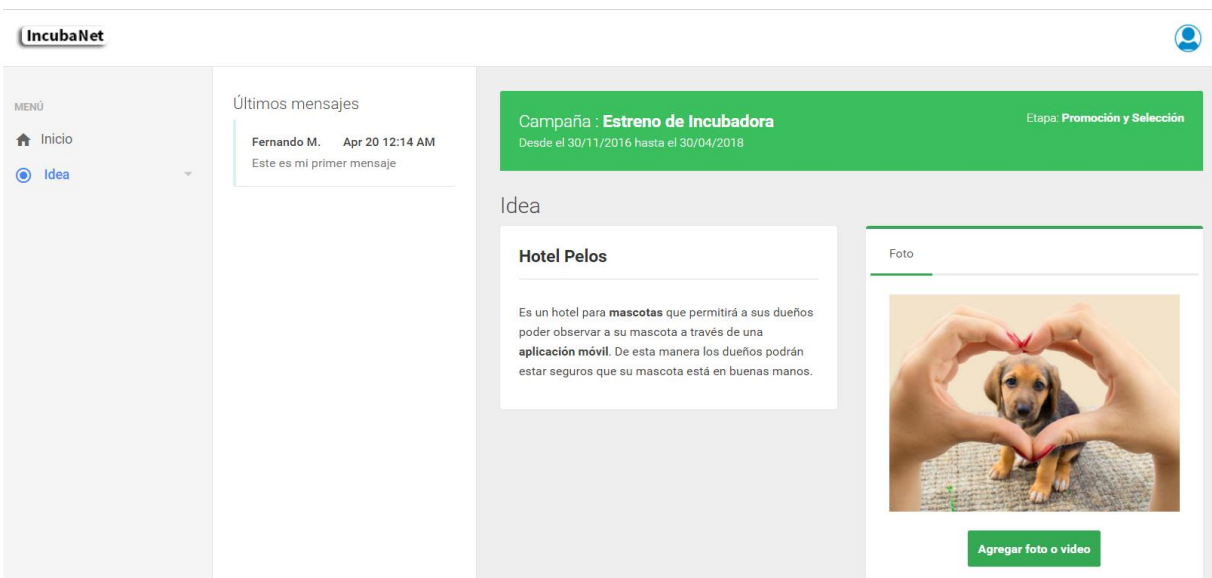 IncubaNet
MENÚ
Inicio
Idea
Últimos mensajes
Fernando M. Apr 20 12:14 AM
Este es mi primer mensaje
Campaña : Estreno de Incubadora
Etapa: Promoción y Selección
Desde el 30/11/2016 hasta el 30/04/2018
Idea
Hotel Pelos
Es un hotel para mascotas que permitirá a sus dueños
poder observar a su mascota a través de una
aplicación móvil. De esta manera los dueños podrán
estar seguros que su mascota está en buenas manos.
Foto
Agregar foto o video